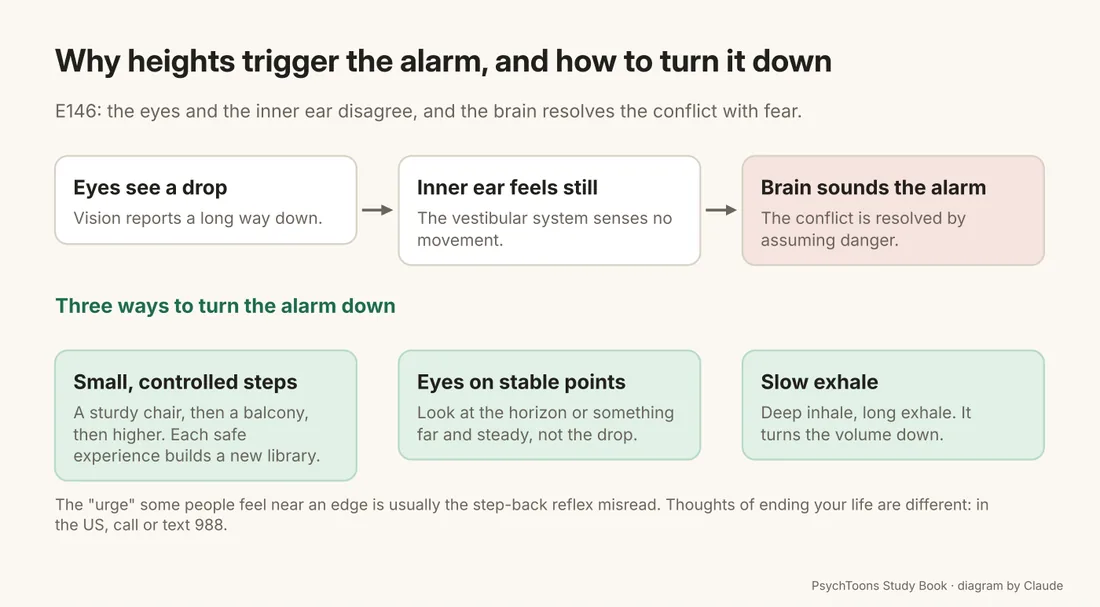 Why heights trigger the alarm, and how to turn it down
E146: the eyes and the inner ear disagree, and the brain resolves the conflict with fear.
Eyes see a drop
Vision reports a long way down.
Inner ear feels still
The vestibular system senses no
movement.
Brain sounds the alarm
The conflict is resolved by
assuming danger.
Three ways to turn the alarm down
Small, controlled steps
A sturdy chair, then a balcony,
then higher. Each safe
experience builds a new library.
Eyes on stable points
Look at the horizon or something
far and steady, not the drop.
Slow exhale
Deep inhale, long exhale. It
turns the volume down.
The "urge" some people feel near an edge is usually the step-back reflex misread. Thoughts of ending your life are different: in
the US, call or text 988.
PsychToons Study Book · diagram by Claude